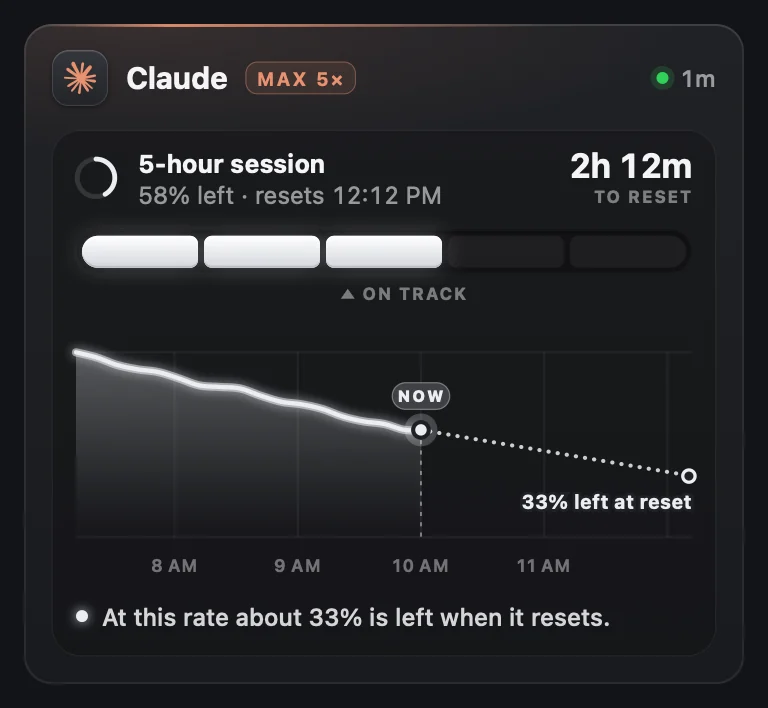 Claude
MAX 5×
1m
5-hour session
58% left · resets 12:12 PM
2h 12m
TO RESET
▲ ON TRACK
NOW
33% left at reset
8 AM
9 AM
10 AM
11 AM
At this rate about 33% is left when it resets.